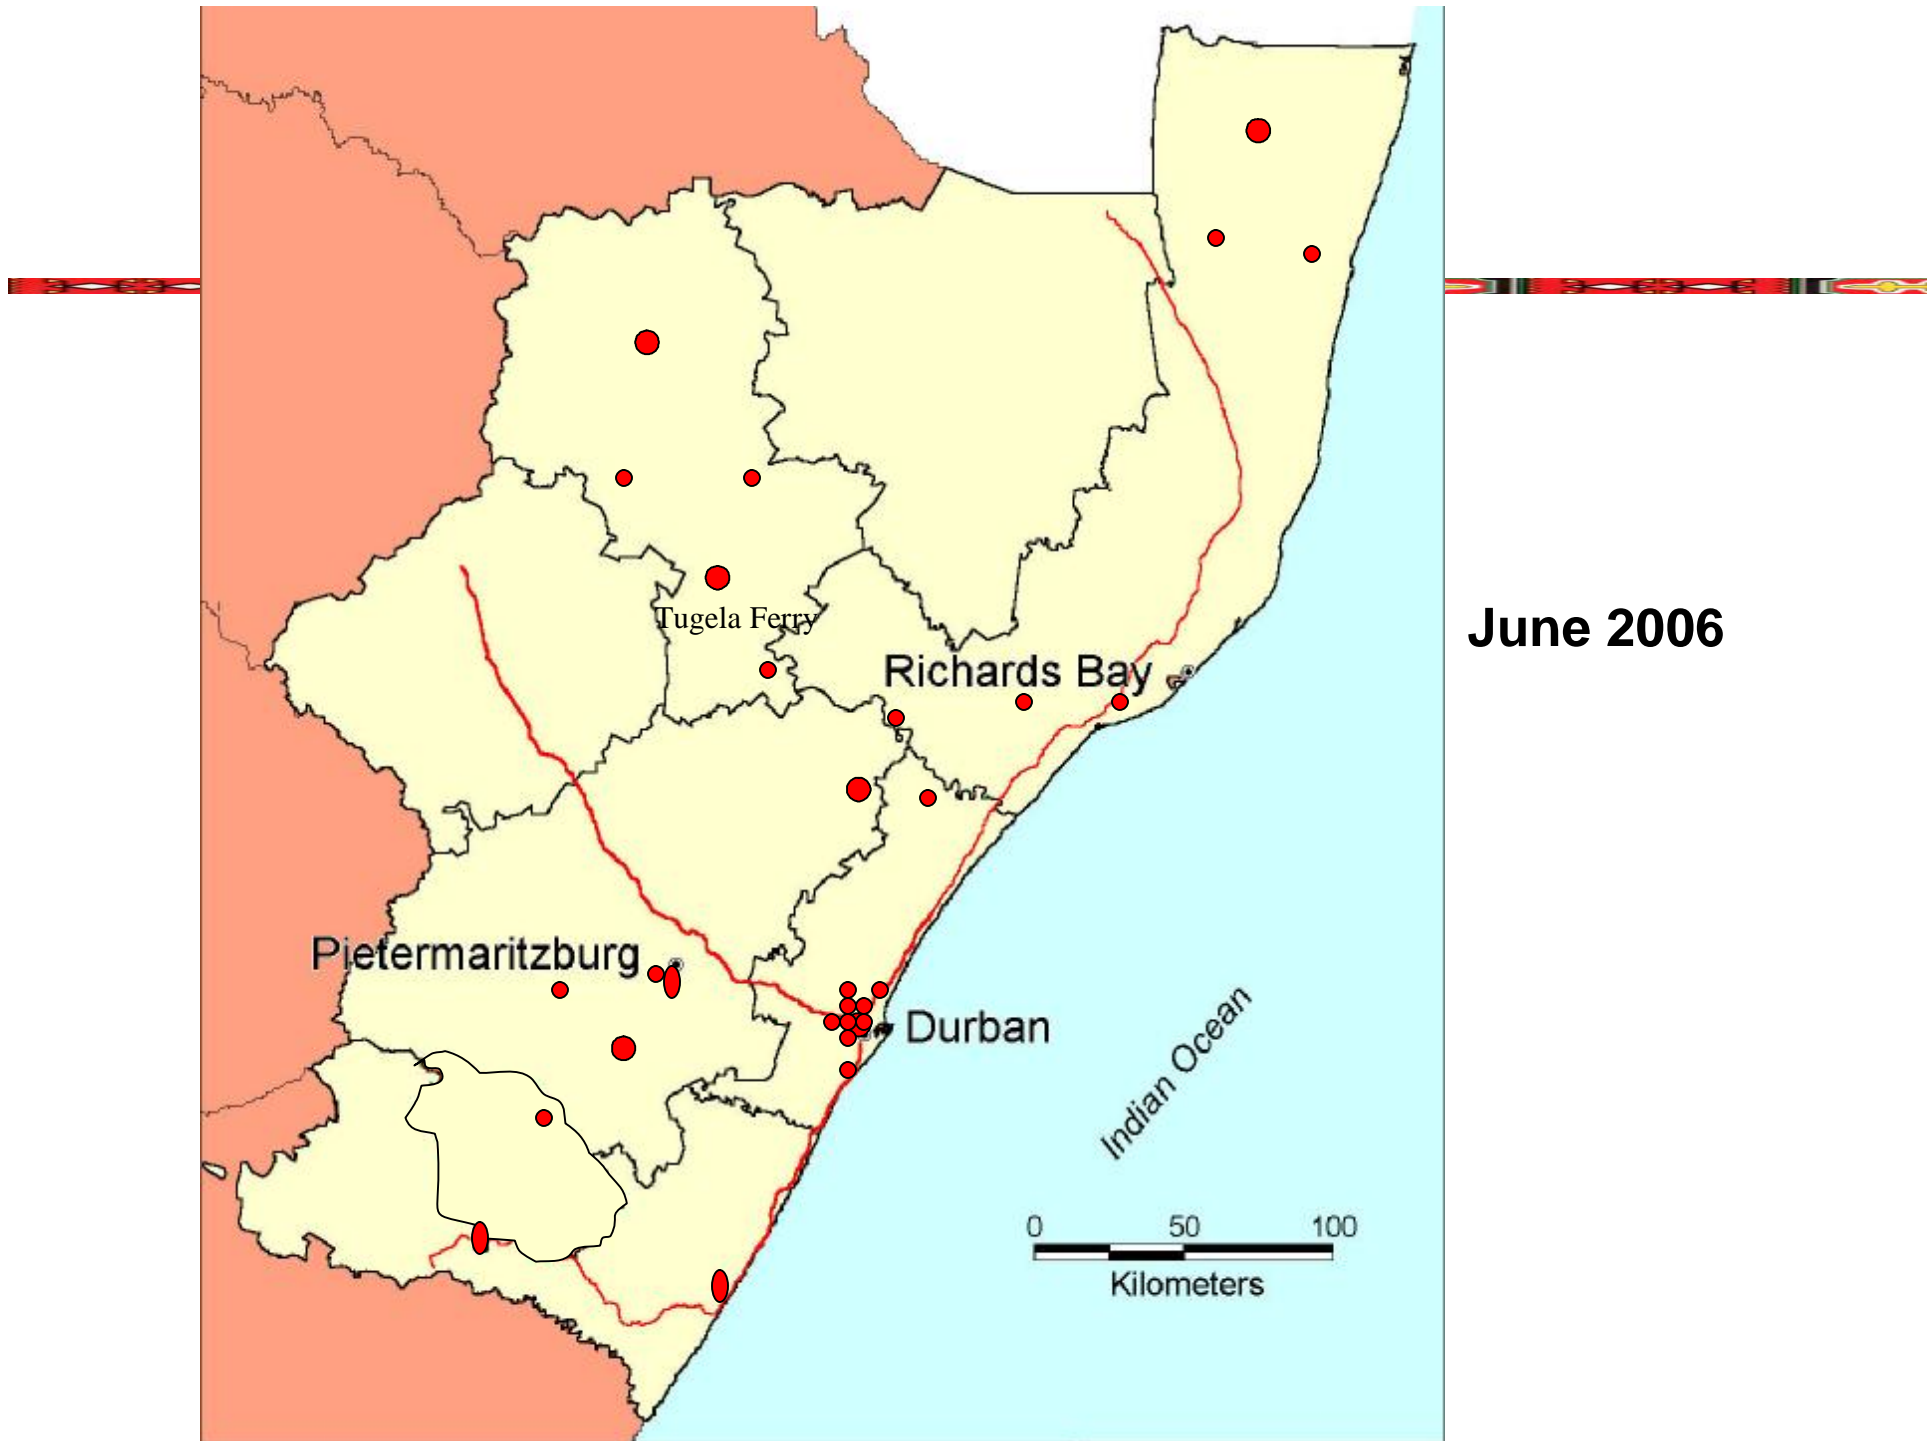 Tugela Ferry
Richards Bay
June 2006
Pietermaritzburg
Durban
Indian Ocean
0 50 100
Kilometers